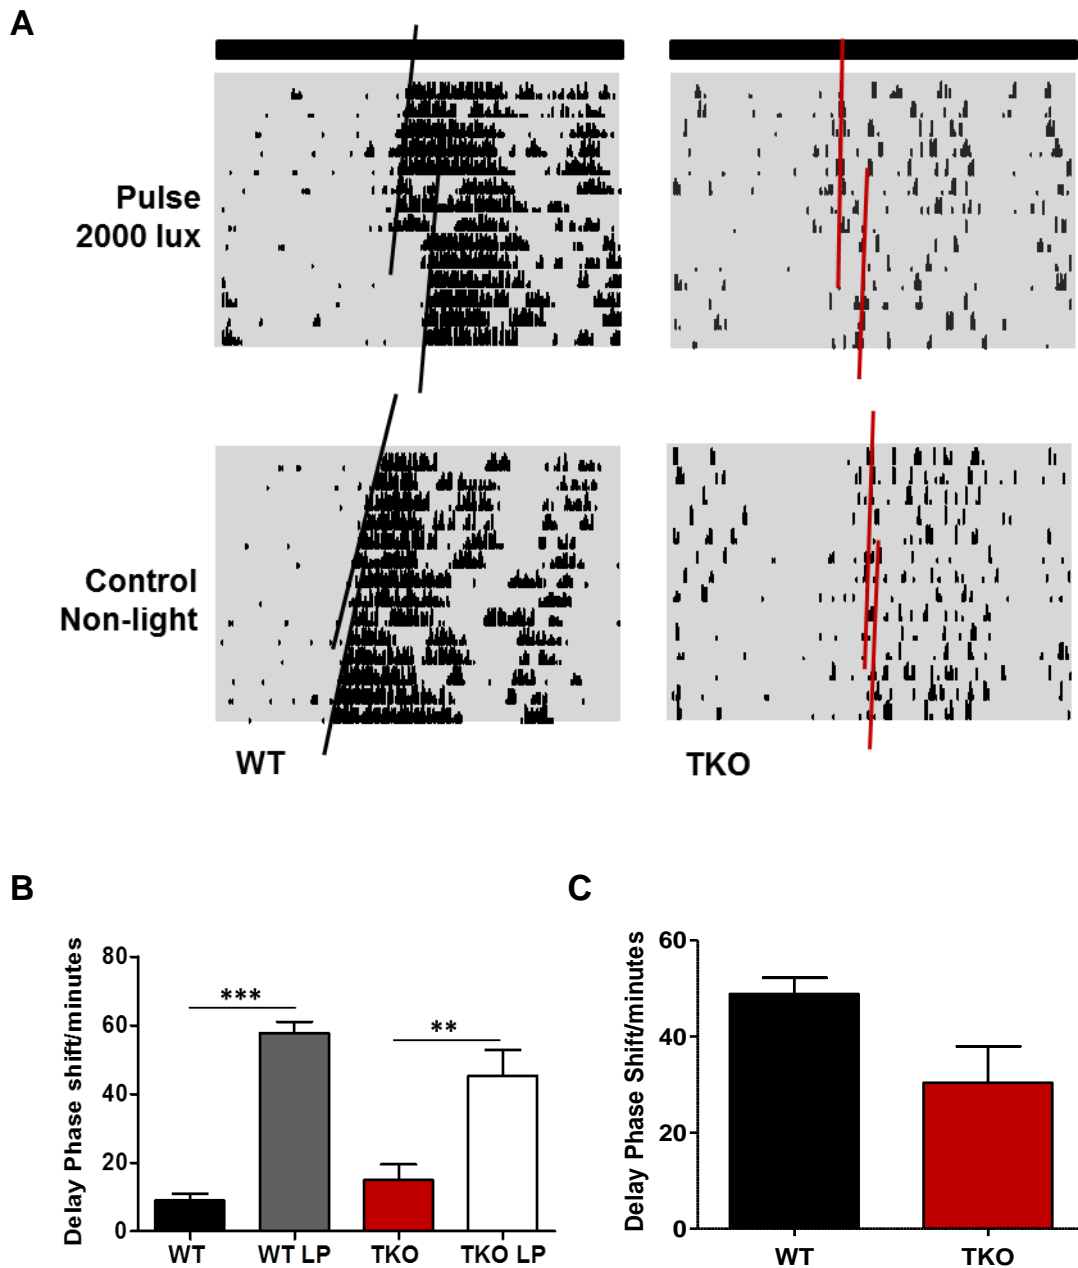 A
Pulse
2000 lux
Control
Non-light
WT
TKO
B
C
Delay Phase shift/minutes
80
60
40
20
0
***
**
WT
WT LP
TKO
TKO LP
Delay Phase Shift/minutes
60
40
20
0
WT
TKO